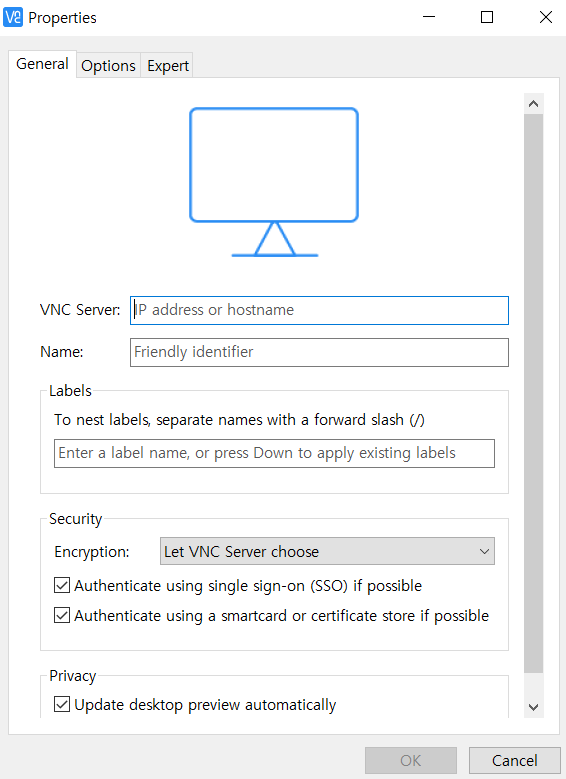 Properties
General Options Expert
VNC Server: IP address or hostname
Name: Friendly identifier
Labels
To nest labels, separate names with a forward slash (/)
Enter a label name, or press Down to apply existing labels
Security
Encryption: Let VNC Server choose
Authenticate using single sign-on (SSO) if possible
Authenticate using a smartcard or certificate store if possible
Privacy
Update desktop preview automatically
OK Cancel